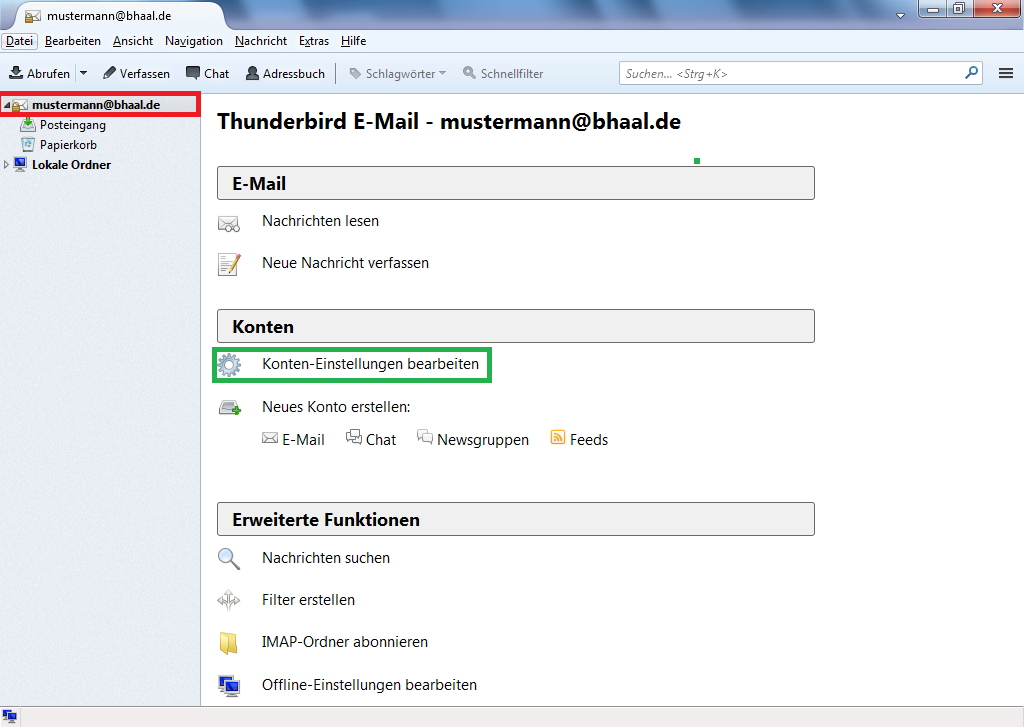 mustermann@bhaal.de
Datei Bearbeiten Ansicht Navigation Nachricht Extras Hilfe
Abrufen Verfassen Chat Adressbuch Schlagwörter Schnellfilter Suchen... <Strg+K>
mustermann@bhaal.de
Posteingang
Papierkorb
Lokale Ordner
Thunderbird E-Mail - mustermann@bhaal.de
E-Mail
Nachrichten lesen
Neue Nachricht verfassen
Konten
Konten-Einstellungen bearbeiten
Neues Konto erstellen:
E-Mail Chat Newsgruppen Feeds
Erweiterte Funktionen
Nachrichten suchen
Filter erstellen
IMAP-Ordner abonnieren
Offline-Einstellungen bearbeiten